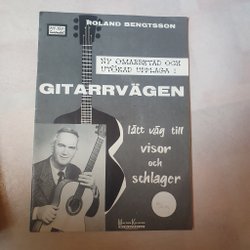 ROLAND BENGTSSON
NY OMARBETAD OCH
UTÖKAD UPPLAGA !
GITARRVÄGEN
lätt väg till
visor
och
schlager